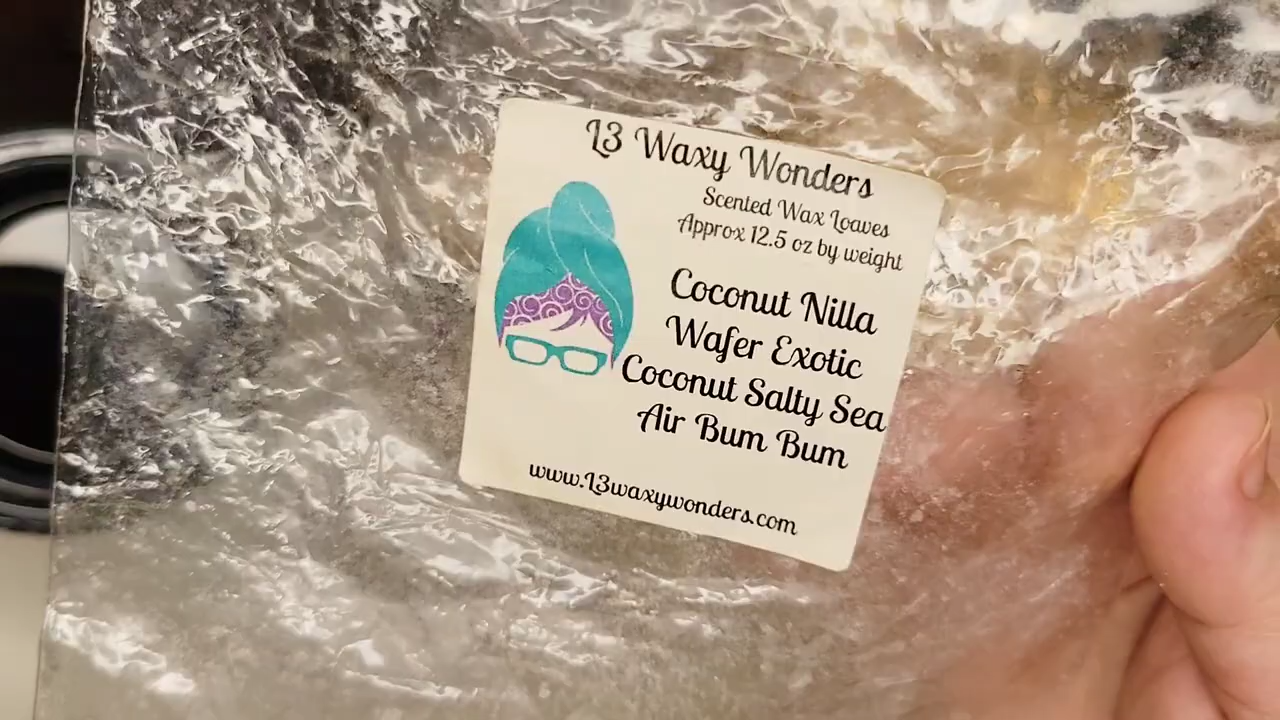 L3 Waxy Wonders
Scented Wax Loaves
Approx 12.5 oz by weight
Coconut Nilla
Wafer Exotic
Coconut Salty Sea
Air Bum Bum
www.L3waxywonders.com